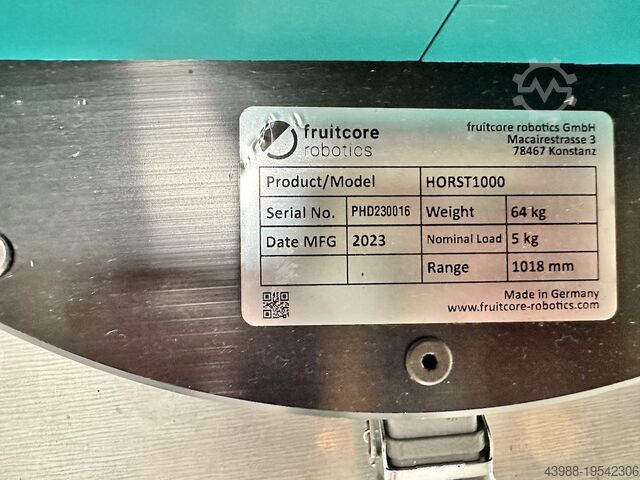 fruitcore
robotics
fruitcore robotics GmbH
Macairestrasse 3
78467 Konstanz
Product/Model HORST1000
Serial No. PHD230016 Weight 64 kg
Date MFG 2023 Nominal Load 5 kg
Range 1018 mm
Made in Germany
www.fruitcore-robotics.com
43988-19542306